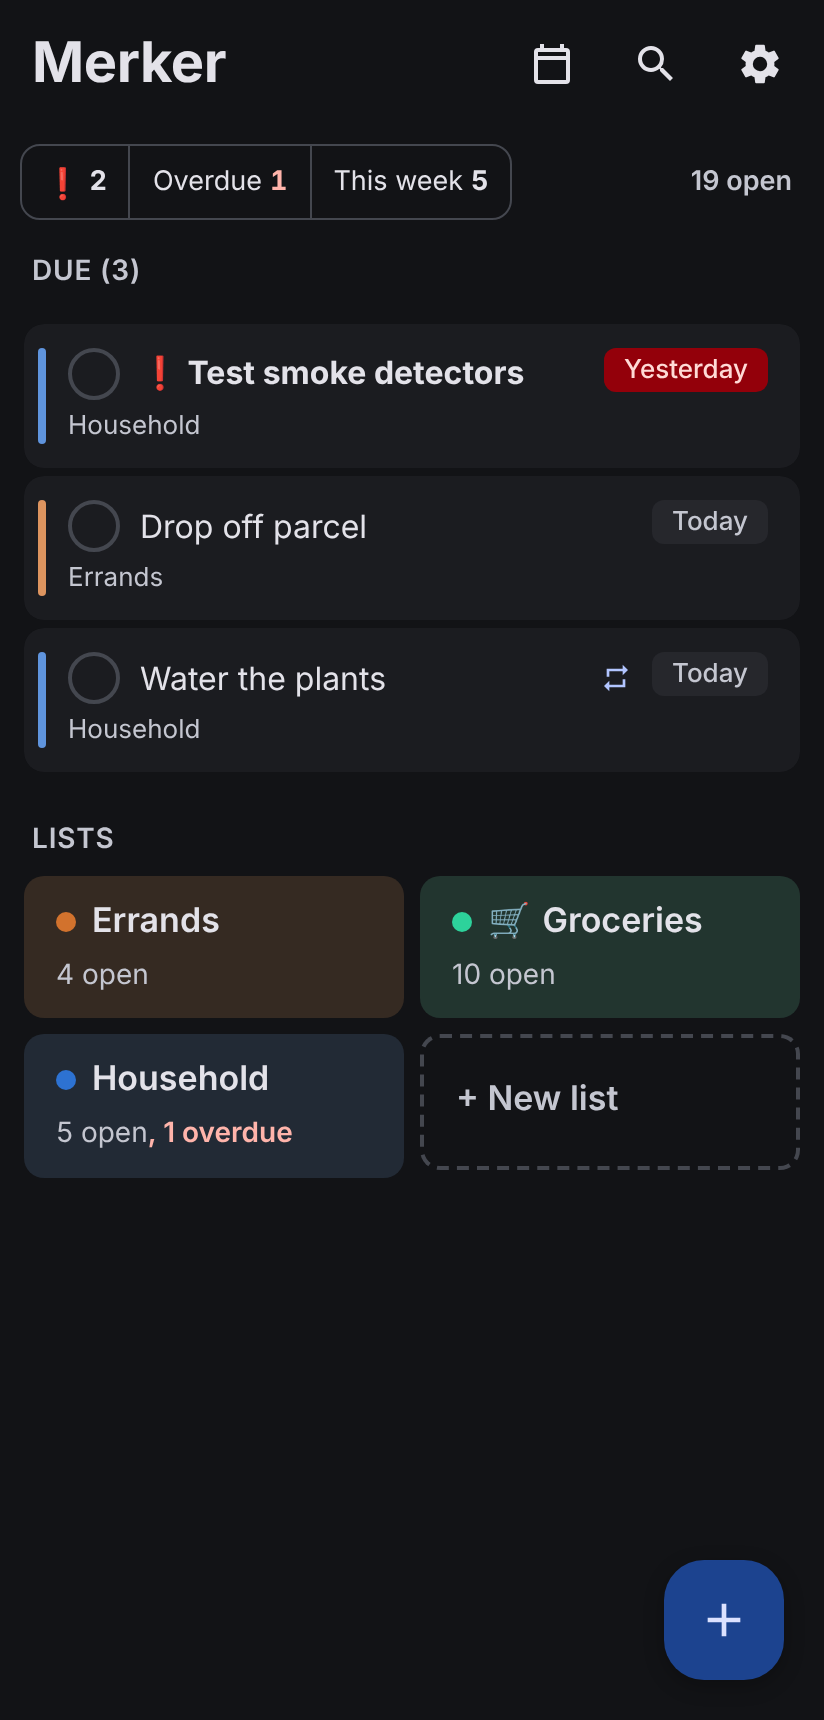 Merker
❗ 2 Overdue 1 This week 5 19 open
DUE (3)
❗ Test smoke detectors Yesterday
Household
Drop off parcel Today
Errands
Water the plants Today
Household
LISTS
Errands
4 open
🛒 Groceries
10 open
Household
5 open, 1 overdue
+ New list